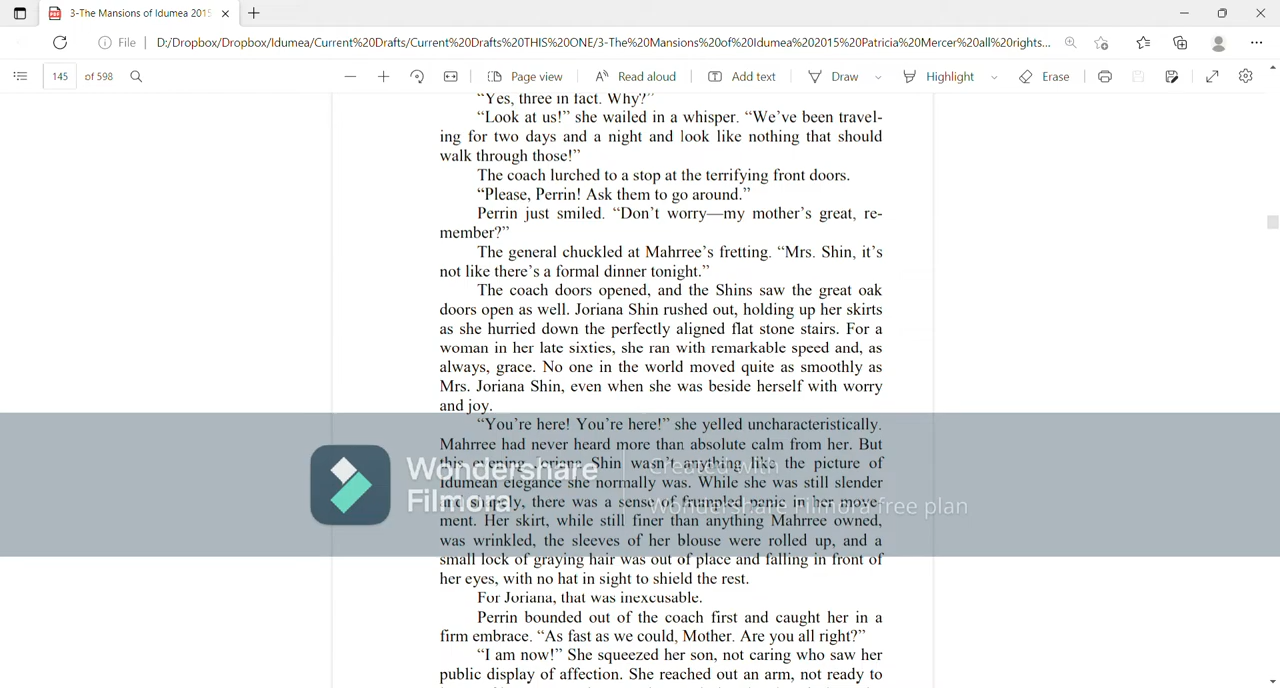 3-The Mansions of Idumea 2015
File
D:/Dropbox/Dropbox/Idumea/Current%20Drafts/Current%20Drafts%20THIS%20ONE/3-The%20Mansions%20of%20Idumea%202015%20Patricia%20Mercer%20all%20rights...
145 of 598
Page view
Read aloud
Add text
Draw
Highlight
Erase
“Yes, three in fact. Why?”
“Look at us!” she wailed in a whisper. “We’ve been travel-
ing for two days and a night and look like nothing that should
walk through those!”
The coach lurched to a stop at the terrifying front doors.
“Please, Perrin! Ask them to go around.”
Perrin just smiled. “Don’t worry—my mother’s great, re-
member?”
The general chuckled at Mahrree’s fretting. “Mrs. Shin, it’s
not like there’s a formal dinner tonight.”
The coach doors opened, and the Shins saw the great oak
doors open as well. Joriana Shin rushed out, holding up her skirts
as she hurried down the perfectly aligned flat stone stairs. For a
woman in her late sixties, she ran with remarkable speed and, as
always, grace. No one in the world moved quite as smoothly as
Mrs. Joriana Shin, even when she was beside herself with worry
and joy.
“You’re here! You’re here!” she yelled uncharacteristically.
Mahrree had never heard more than absolute calm from her. But
this evening Joriana Shin wasn’t anything like the picture of
Idumean elegance she normally was. While she was still slender
and shapely, there was a sense of frumpled panic in her move-
ment. Her skirt, while still finer than anything Mahrree owned,
was wrinkled, the sleeves of her blouse were rolled up, and a
small lock of graying hair was out of place and falling in front of
her eyes, with no hat in sight to shield the rest.
For Joriana, that was inexcusable.
Perrin bounded out of the coach first and caught her in a
firm embrace. “As fast as we could, Mother. Are you all right?”
“I am now!” She squeezed her son, not caring who saw her
public display of affection. She reached out an arm, not ready to
Wondershare
Filmora
Created with
Wondershare Filmora free plan